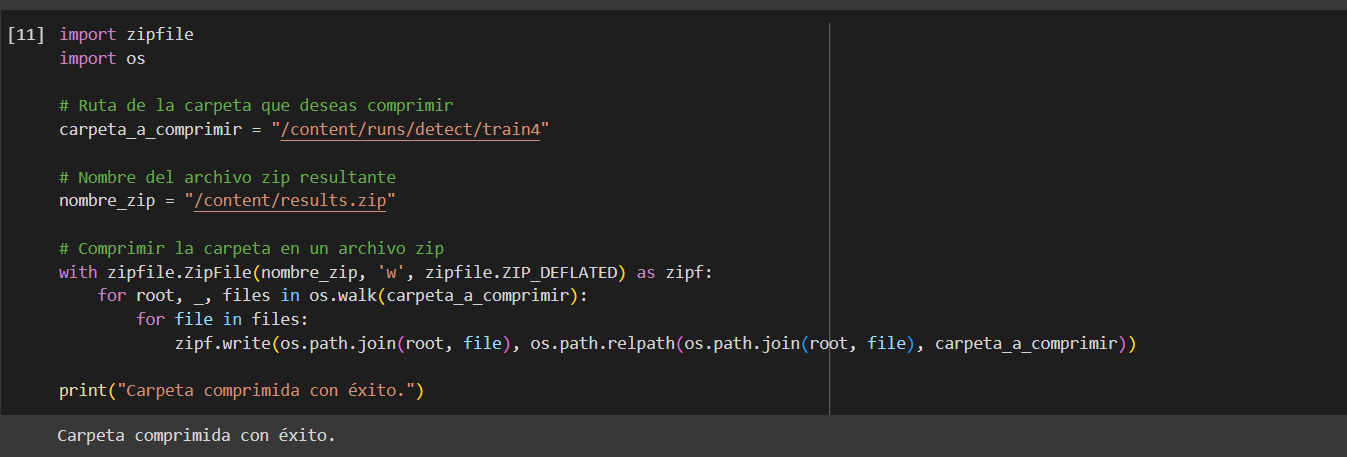 [11] import zipfile
import os
# Ruta de la carpeta que deseas comprimir
carpeta_a_comprimir = "/content/runs/detect/train4"
# Nombre del archivo zip resultante
nombre_zip = "/content/results.zip"
# Comprimir la carpeta en un archivo zip
with zipfile.ZipFile(nombre_zip, 'w', zipfile.ZIP_DEFLATED) as zipf:
    for root, _, files in os.walk(carpeta_a_comprimir):
        for file in files:
            zipf.write(os.path.join(root, file), os.path.relpath(os.path.join(root, file), carpeta_a_comprimir))
print("Carpeta comprimida con éxito.")
Carpeta comprimida con éxito.